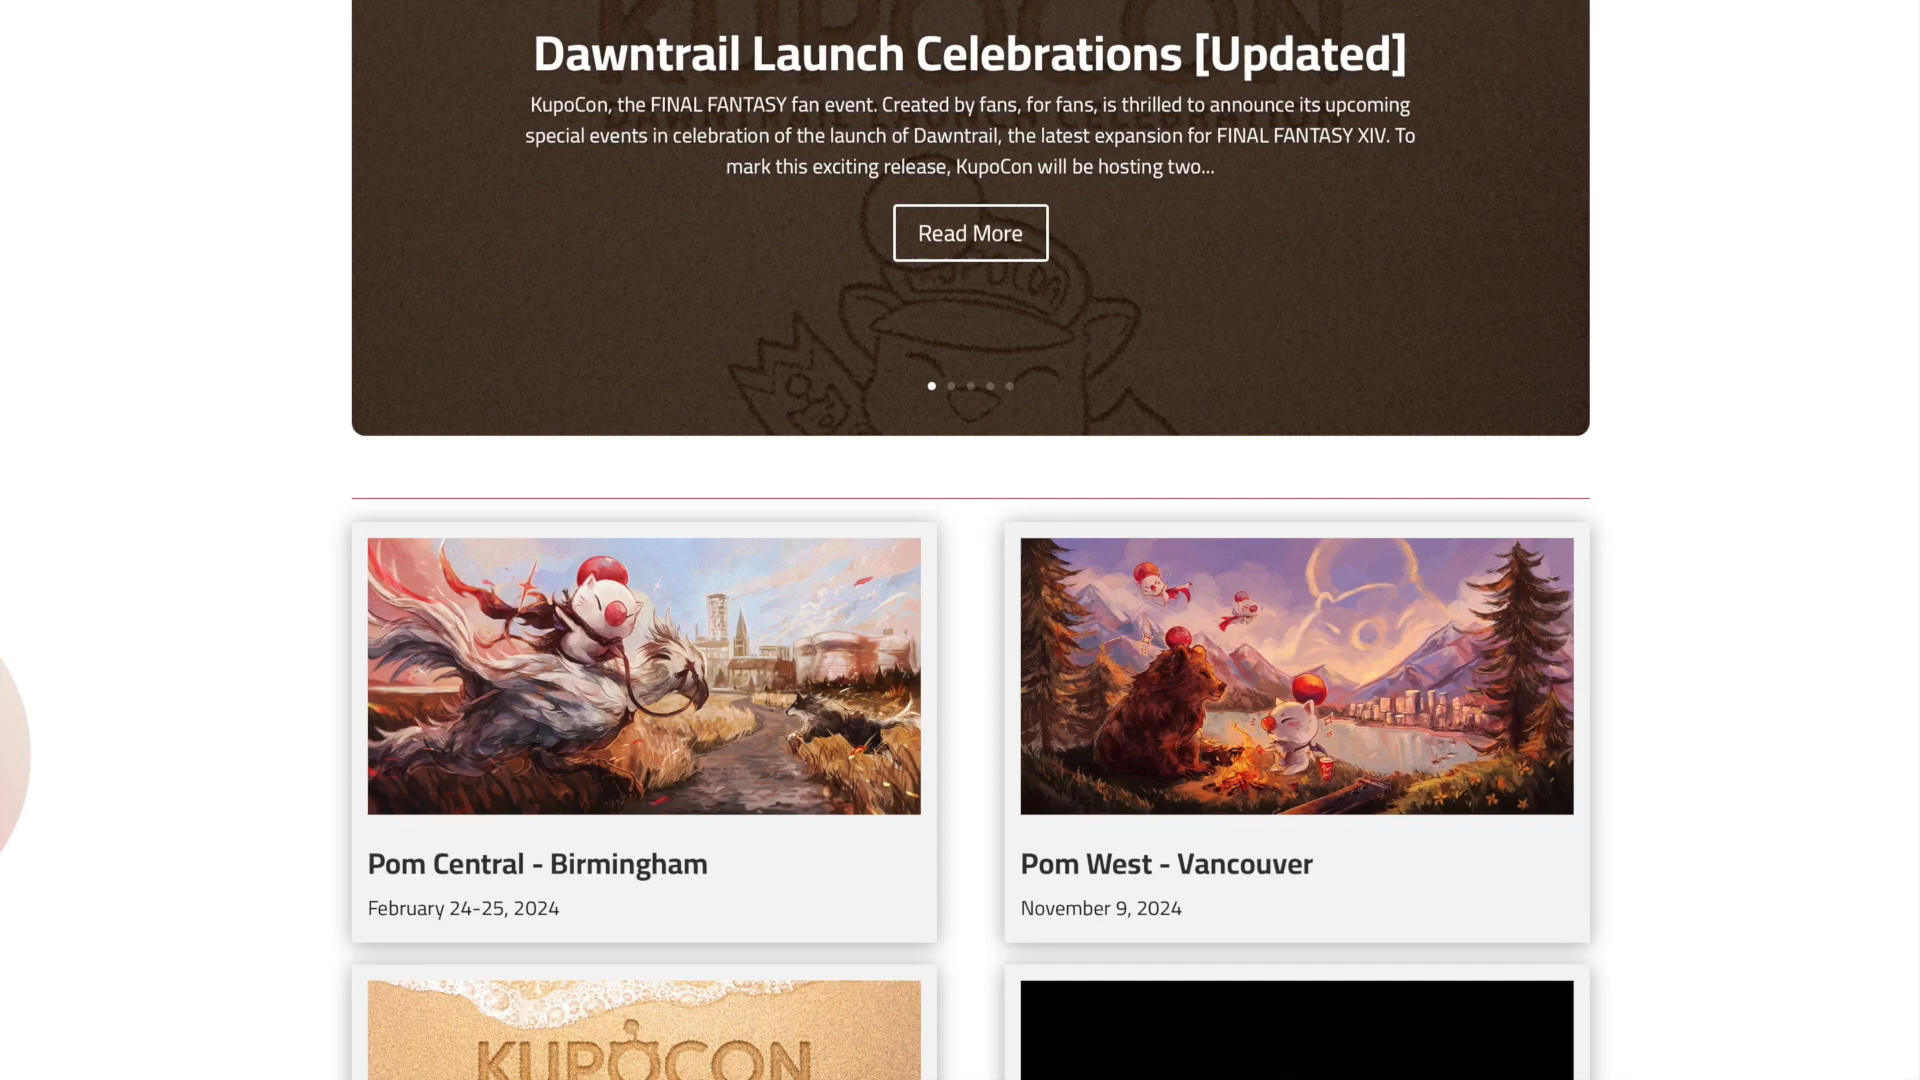 KUPOCON
Dawntrail Launch Celebrations [Updated]
KupoCon, the FINAL FANTASY fan event. Created by fans, for fans, is thrilled to announce its upcoming
special events in celebration of the launch of Dawntrail, the latest expansion for FINAL FANTASY XIV. To
mark this exciting release, KupoCon will be hosting two...
Read More
KUPOCON
Pom Central - Birmingham
February 24-25, 2024
Pom West - Vancouver
November 9, 2024
KUPOCON